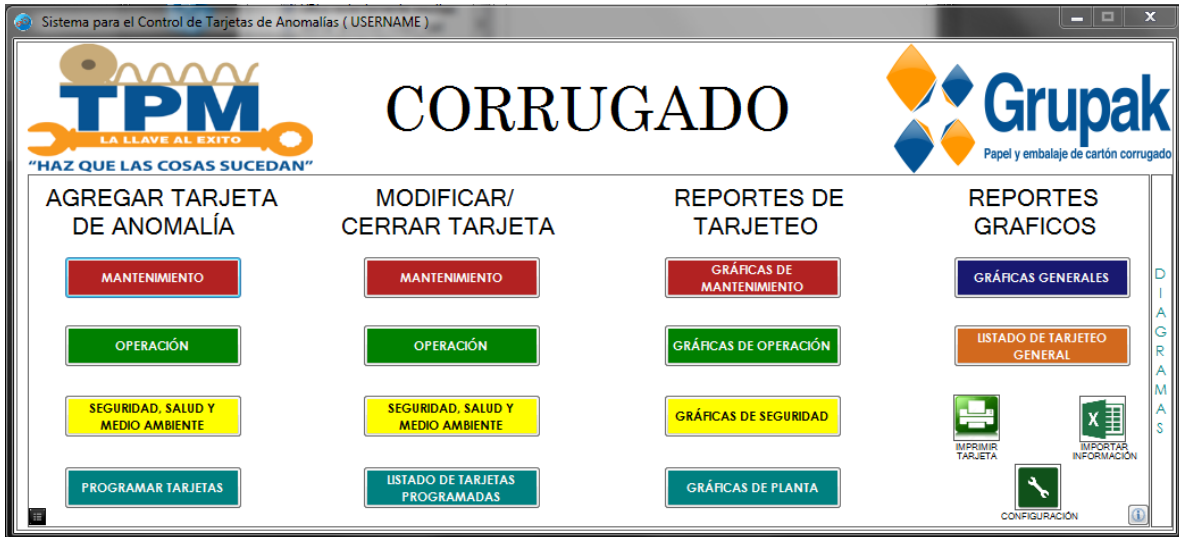 Sistema para el Control de Tarjetas de Anomalías ( USERNAME )
TPM
LA LLAVE AL EXITO
"HAZ QUE LAS COSAS SUCEDAN"
CORRUGADO
Grupak
Papel y embalaje de cartón corrugado
AGREGAR TARJETA
DE ANOMALÍA
MANTENIMIENTO
OPERACIÓN
SEGURIDAD, SALUD Y
MEDIO AMBIENTE
PROGRAMAR TARJETAS
MODIFICAR/
CERRAR TARJETA
MANTENIMIENTO
OPERACIÓN
SEGURIDAD, SALUD Y
MEDIO AMBIENTE
LISTADO DE TARJETAS
PROGRAMADAS
REPORTES DE
TARJETEO
GRÁFICAS DE
MANTENIMIENTO
GRÁFICAS DE OPERACIÓN
GRÁFICAS DE SEGURIDAD
GRÁFICAS DE PLANTA
REPORTES
GRAFICOS
GRÁFICAS GENERALES
LISTADO DE TARJETEO
GENERAL
IMPRIMIR
TARJETA
IMPORTAR
INFORMACIÓN
CONFIGURACIÓN
DIAGRAMAS